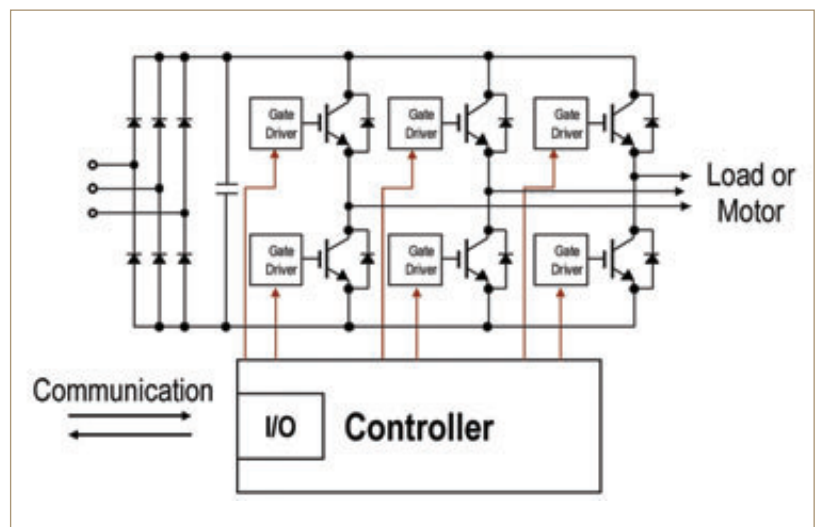 Gate
Driver
Gate
Driver
Gate
Driver
Load or
Motor
Gate
Driver
Gate
Driver
Gate
Driver
Communication
I/O
Controller